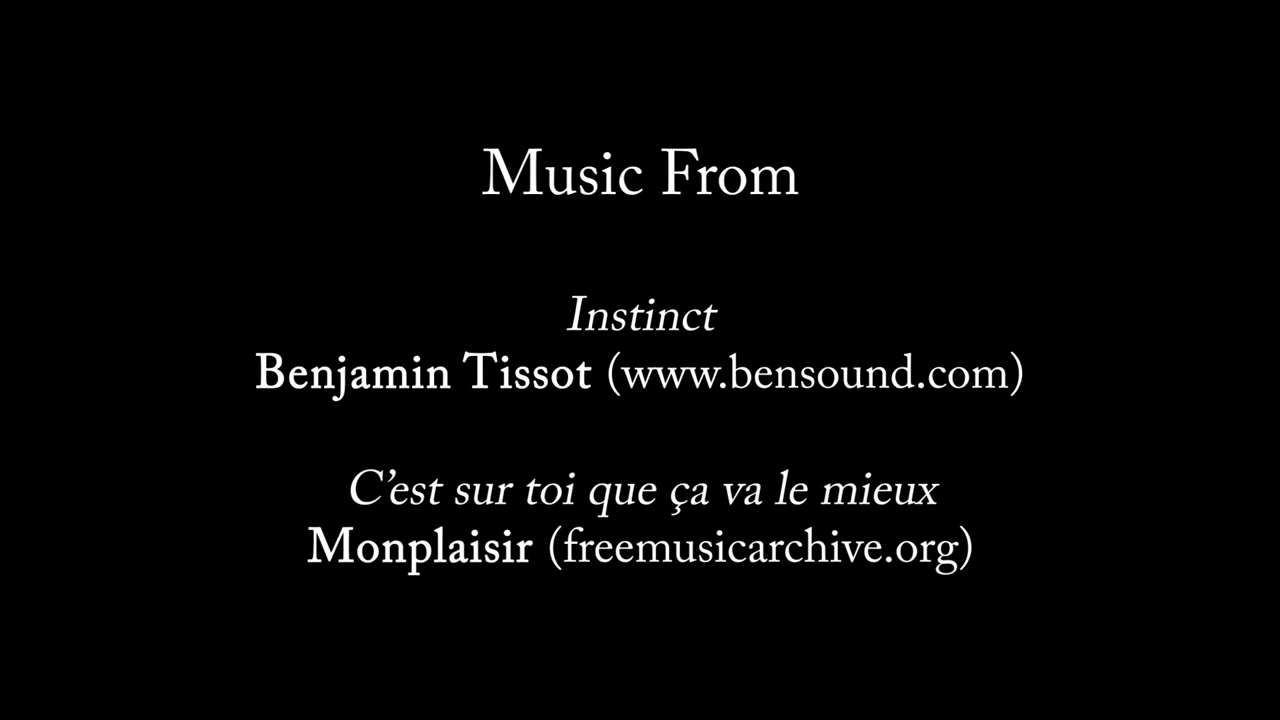 Music From
Instinct
Benjamin Tissot (www.bensound.com)
C’est sur toi que ça va le mieux
Monplaisir (freemusicarchive.org)